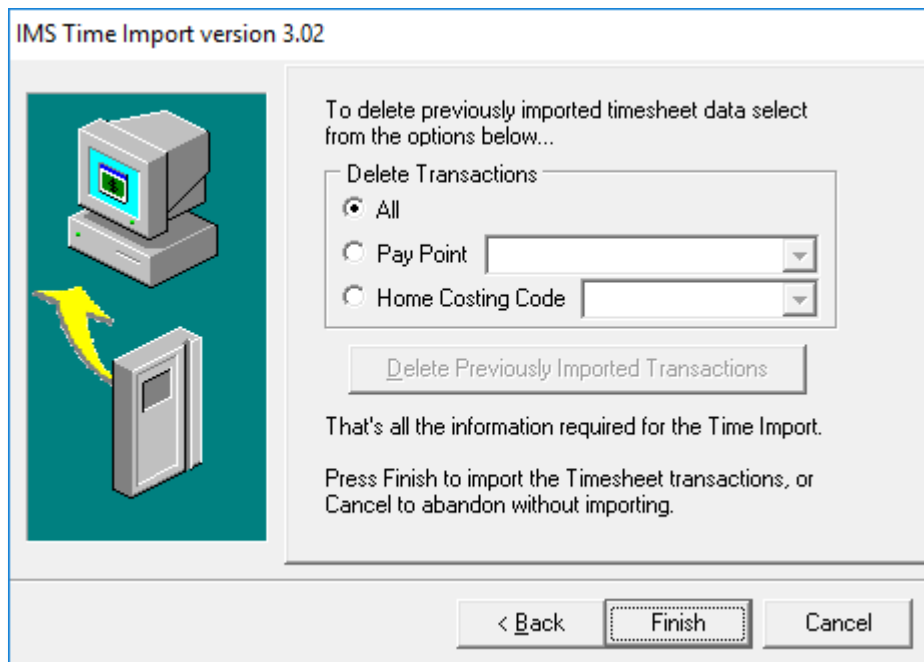 IMS Time Import version 3.02
To delete previously imported timesheet data select
from the options below...
Delete Transactions
All
Pay Point
Home Costing Code
Delete Previously Imported Transactions
That's all the information required for the Time Import.
Press Finish to import the Timesheet transactions, or
Cancel to abandon without importing.
< Back
Finish
Cancel